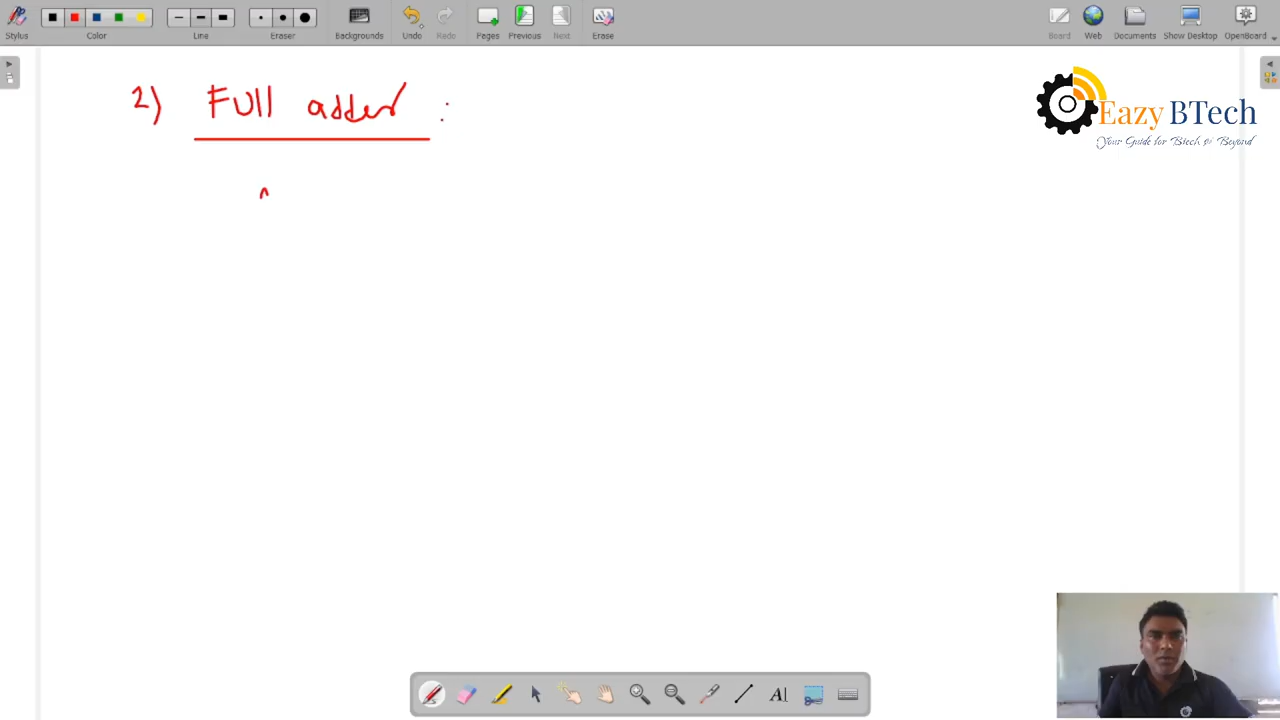 Stylus
Color
Line
Eraser
Backgrounds
Undo
Redo
Pages
Previous
Next
Erase
Board
Web
Documents
Show Desktop
OpenBoard
2) Full adder :
Eazy BTech
Your Guide for Btech & Beyond